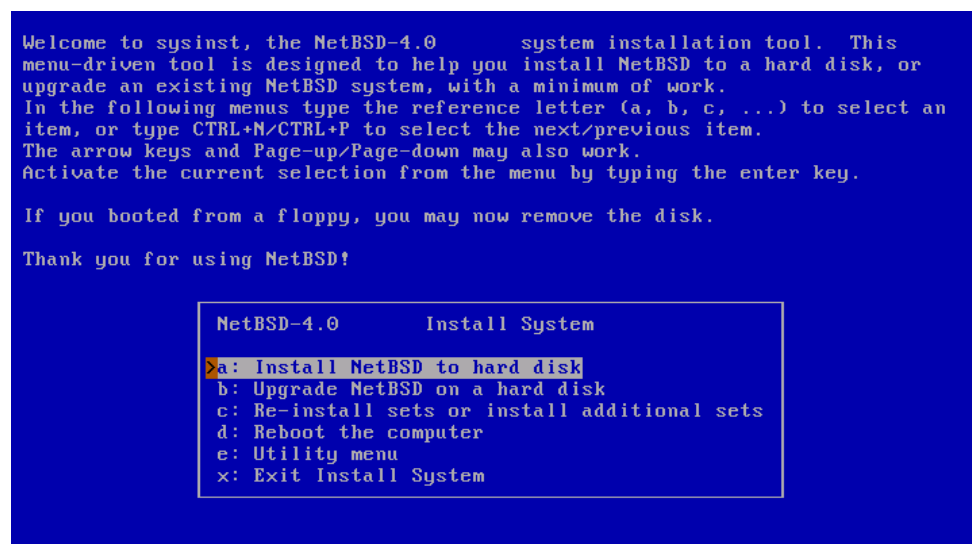 Welcome to sysinst, the NetBSD-4.0       system installation tool.  This
menu-driven tool is designed to help you install NetBSD to a hard disk, or
upgrade an existing NetBSD system, with a minimum of work.
In the following menus type the reference letter (a, b, c, ...) to select an
item, or type CTRL+N/CTRL+P to select the next/previous item.
The arrow keys and Page-up/Page-down may also work.
Activate the current selection from the menu by typing the enter key.
If you booted from a floppy, you may now remove the disk.
Thank you for using NetBSD!
NetBSD-4.0        Install System
>a: Install NetBSD to hard disk
b: Upgrade NetBSD on a hard disk
c: Re-install sets or install additional sets
d: Reboot the computer
e: Utility menu
x: Exit Install System